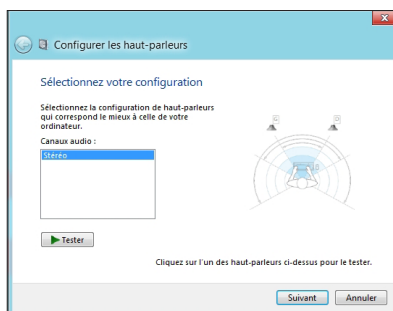 Configurer les haut-parleurs
Sélectionnez votre configuration
Sélectionnez la configuration de haut-parleurs
qui correspond le mieux à celle de votre
ordinateur.
Canaux audio :
Stéréo
Tester
Cliquez sur l'un des haut-parleurs ci-dessus pour le tester.
Suivant
Annuler